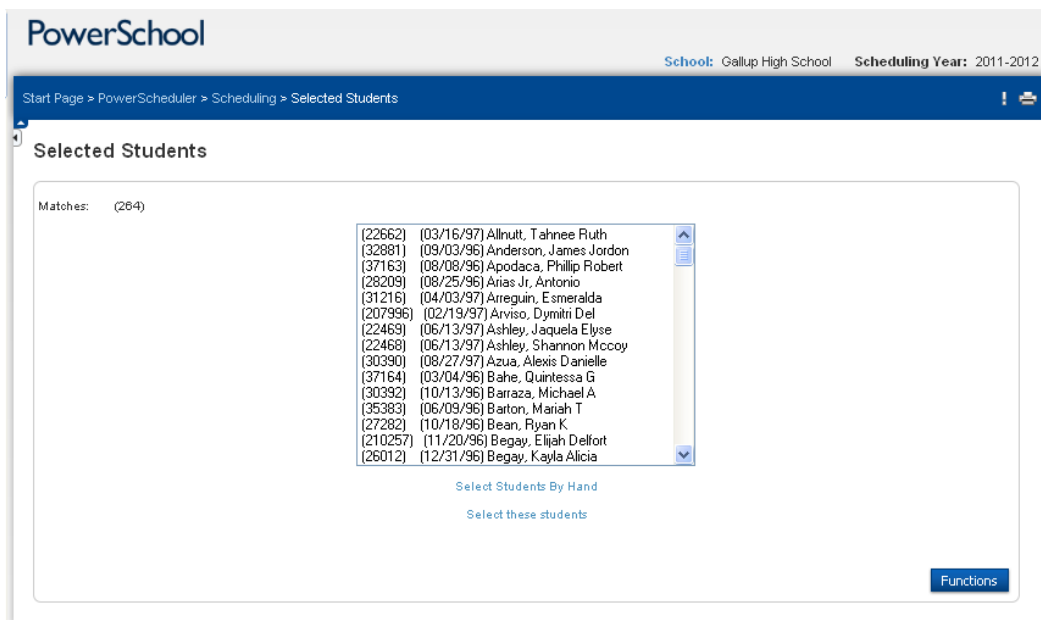 PowerSchool
School: Gallup High School Scheduling Year: 2011-2012
Start Page > PowerScheduler > Scheduling > Selected Students !
Selected Students
Matches: (264)
(22662) (03/16/97) Allnutt, Tahnee Ruth
(32881) (09/03/96) Anderson, James Jordon
(37163) (08/08/96) Apodaca, Phillip Robert
(28209) (08/25/96) Arias Jr, Antonio
(31216) (04/03/97) Arreguin, Esmeralda
(207996) (02/19/97) Arviso, Dymitri Del
(22469) (06/13/97) Ashley, Jaquela Elyse
(22468) (06/13/97) Ashley, Shannon Mccoy
(30390) (08/27/97) Azua, Alexis Danielle
(37164) (03/04/96) Bahe, Quintessa G
(30392) (10/13/96) Barraza, Michael A
(35383) (06/09/96) Barton, Mariah T
(27282) (10/18/96) Bean, Ryan K
(210257) (11/20/96) Begay, Elijah Delfort
(26012) (12/31/96) Begay, Kayla Alicia
Select Students By Hand
Select these students
Functions